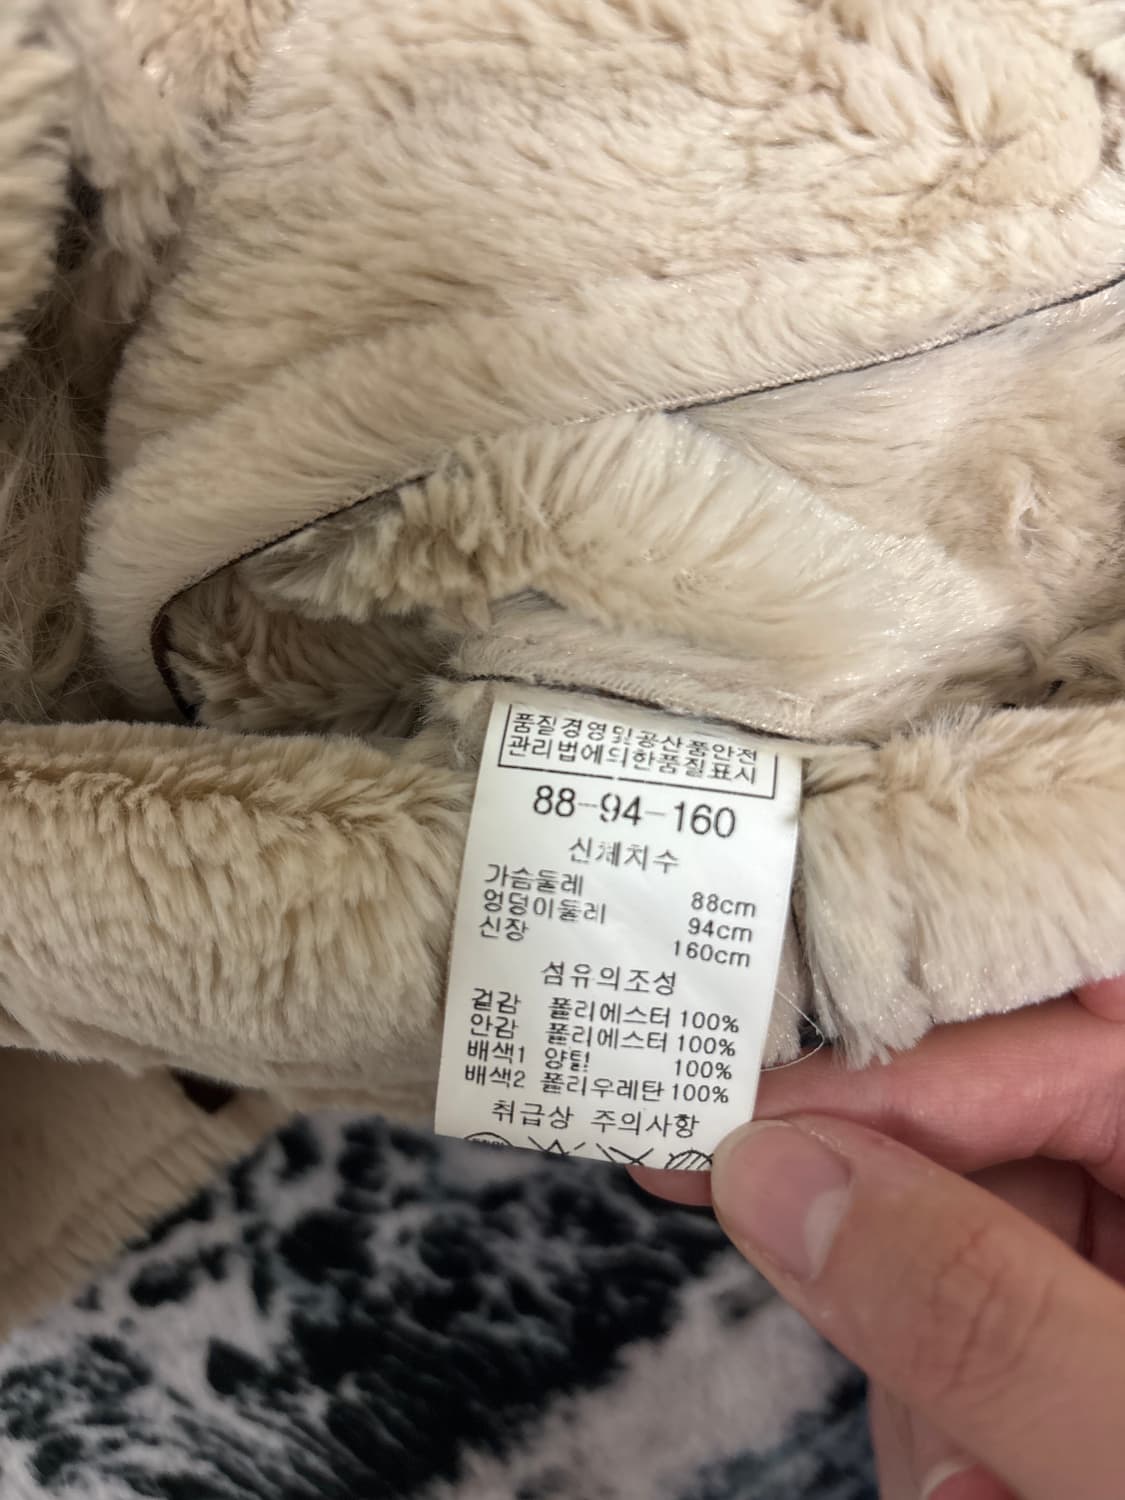 품질경영및공산품안전
관리법에의한품질표시
88-94-160
신체치수
가슴둘레 88cm
엉덩이둘레 94cm
신장 160cm
섬유의조성
겉감 폴리에스터 100%
안감 폴리에스터 100%
배색1 양털 100%
배색2 폴리우레탄 100%
취급상 주의사항